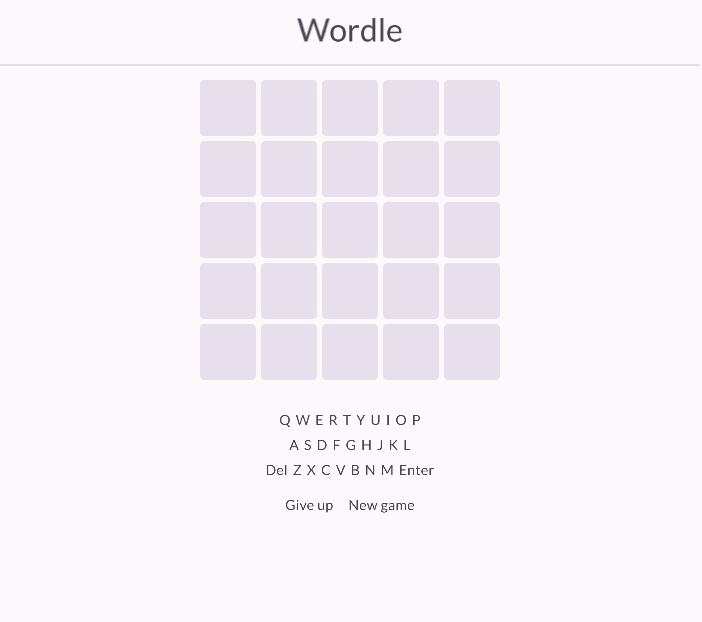 Wordle
Q W E R T Y U I O P
A S D F G H J K L
Del Z X C V B N M Enter
Give up New game